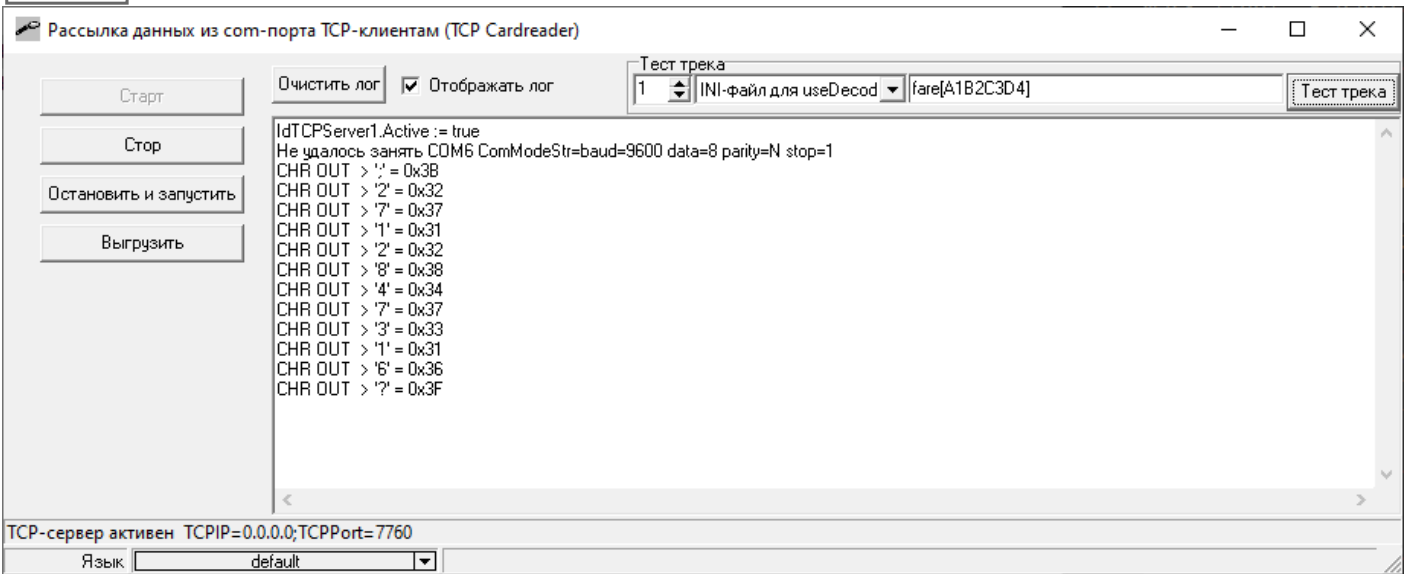 Рассылка данных из com-порта TCP-клиентам (TCP Cardreader)
Старт
Стоп
Остановить и запустить
Выгрузить
Очистить лог
Отображать лог
Тест трека
1
INI-файл для useDecod
fare[A1B2C3D4]
Тест трека
IdTCPServer1.Active := true
Не удалось занять COM6 ComModeStr=baud=9600 data=8 parity=N stop=1
CHR OUT > ';' = 0x3B
CHR OUT > '2' = 0x32
CHR OUT > '7' = 0x37
CHR OUT > '1' = 0x31
CHR OUT > '2' = 0x32
CHR OUT > '8' = 0x38
CHR OUT > '4' = 0x34
CHR OUT > '7' = 0x37
CHR OUT > '3' = 0x33
CHR OUT > '1' = 0x31
CHR OUT > '6' = 0x36
CHR OUT > '?' = 0x3F
TCP-сервер активен TCPIP=0.0.0.0;TCPPort=7760
Язык
default